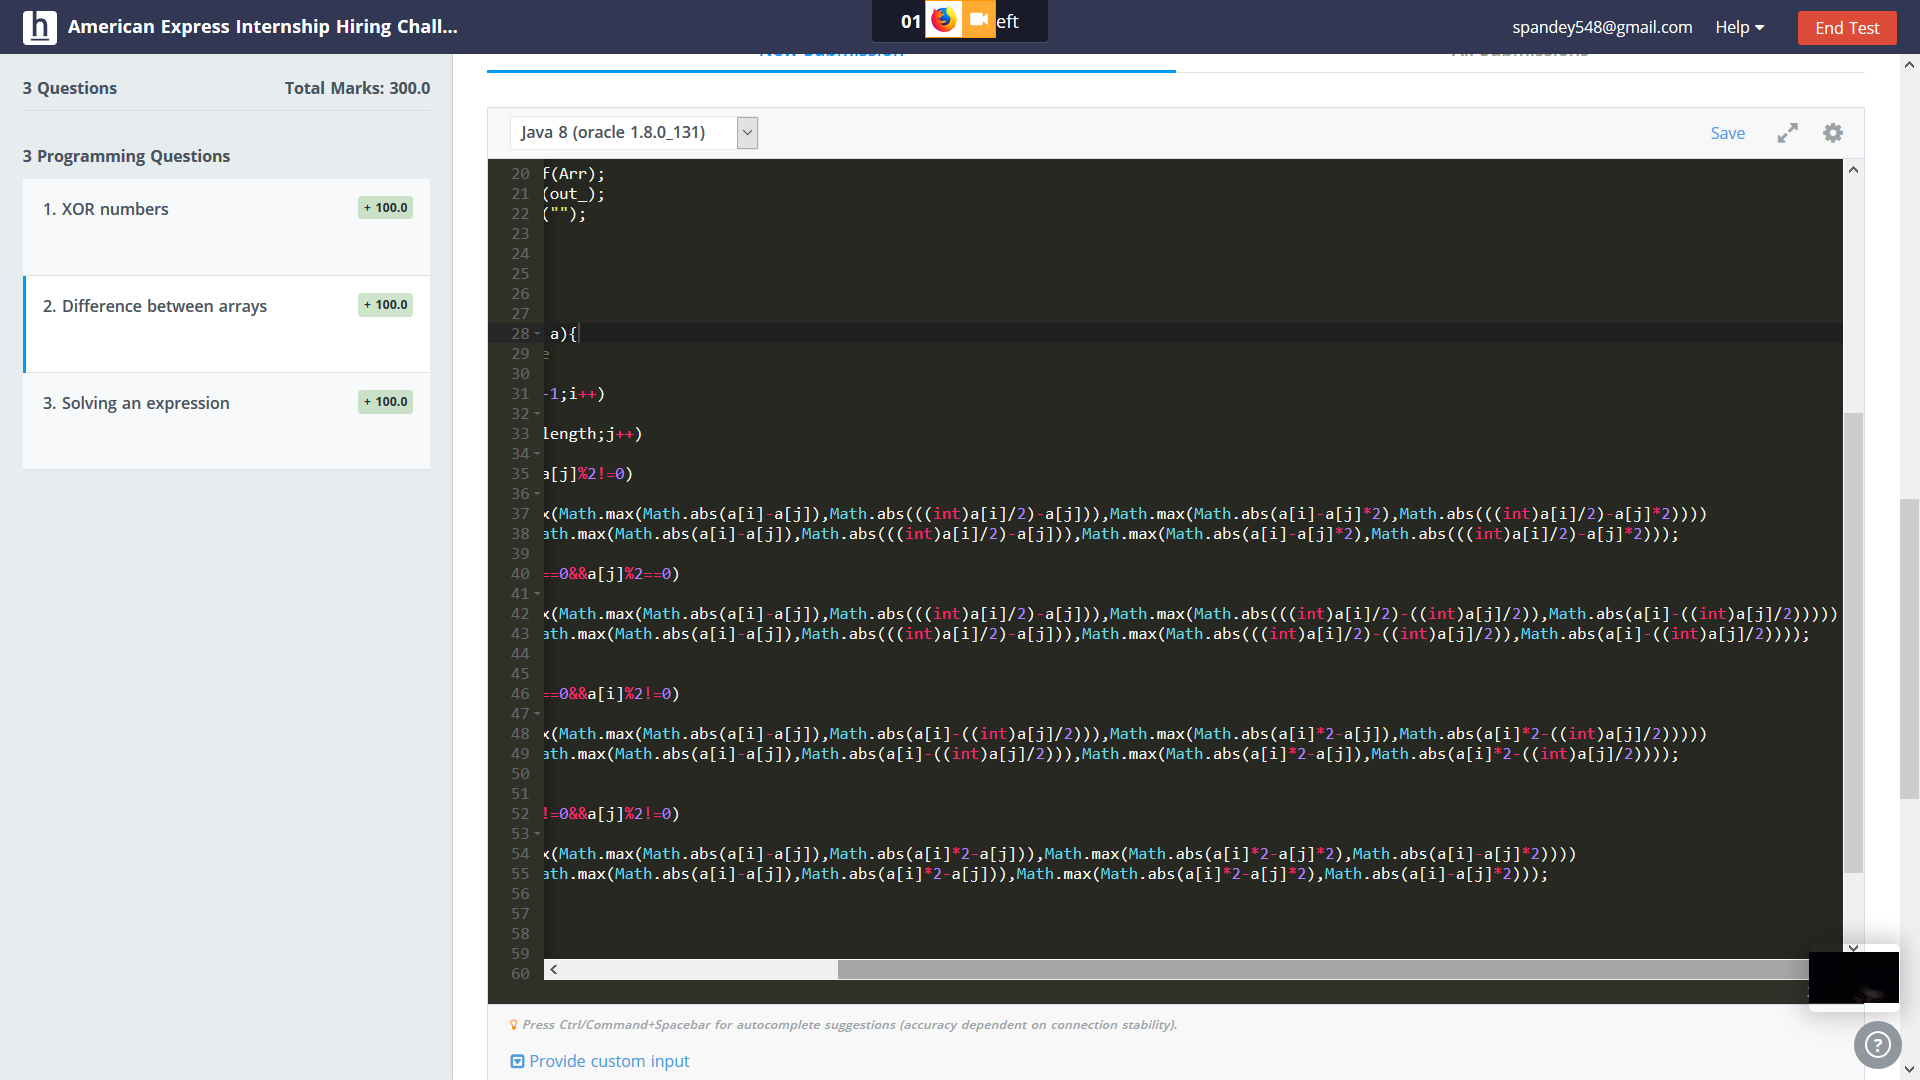 h American Express Internship Hiring Chall...
01 eft
spandey548@gmail.com Help
End Test
3 Questions Total Marks: 300.0
3 Programming Questions
1. XOR numbers + 100.0
2. Difference between arrays + 100.0
3. Solving an expression + 100.0
New Submission All Submissions
Java 8 (oracle 1.8.0_131)
Save
20 f(Arr);
21 (out_);
22 ("");
23
24
25
26
27
28 a){
29 e
30
31 -1;i++)
32
33 length;j++)
34
35 a[j]%2!=0)
36
37 x(Math.max(Math.abs(a[i]-a[j]),Math.abs(((int)a[i]/2)-a[j])),Math.max(Math.abs(a[i]-a[j]*2),Math.abs(((int)a[i]/2)-a[j]*2))))
38 ath.max(Math.abs(a[i]-a[j]),Math.abs(((int)a[i]/2)-a[j])),Math.max(Math.abs(a[i]-a[j]*2),Math.abs(((int)a[i]/2)-a[j]*2)));
39
40 ==0&&a[j]%2==0)
41
42 x(Math.max(Math.abs(a[i]-a[j]),Math.abs(((int)a[i]/2)-a[j])),Math.max(Math.abs(((int)a[i]/2)-((int)a[j]/2)),Math.abs(a[i]-((int)a[j]/2)))))
43 ath.max(Math.abs(a[i]-a[j]),Math.abs(((int)a[i]/2)-a[j])),Math.max(Math.abs(((int)a[i]/2)-((int)a[j]/2)),Math.abs(a[i]-((int)a[j]/2))));
44
45
46 ==0&&a[i]%2!=0)
47
48 x(Math.max(Math.abs(a[i]-a[j]),Math.abs(a[i]-((int)a[j]/2))),Math.max(Math.abs(a[i]*2-a[j]),Math.abs(a[i]*2-((int)a[j]/2)))))
49 ath.max(Math.abs(a[i]-a[j]),Math.abs(a[i]-((int)a[j]/2))),Math.max(Math.abs(a[i]*2-a[j]),Math.abs(a[i]*2-((int)a[j]/2))));
50
51
52 !=0&&a[j]%2!=0)
53
54 x(Math.max(Math.abs(a[i]-a[j]),Math.abs(a[i]*2-a[j])),Math.max(Math.abs(a[i]*2-a[j]*2),Math.abs(a[i]-a[j]*2))))
55 ath.max(Math.abs(a[i]-a[j]),Math.abs(a[i]*2-a[j])),Math.max(Math.abs(a[i]*2-a[j]*2),Math.abs(a[i]-a[j]*2)));
56
57
58
59
60
Press Ctrl/Command+Spacebar for autocomplete suggestions (accuracy dependent on connection stability).
Provide custom input
?